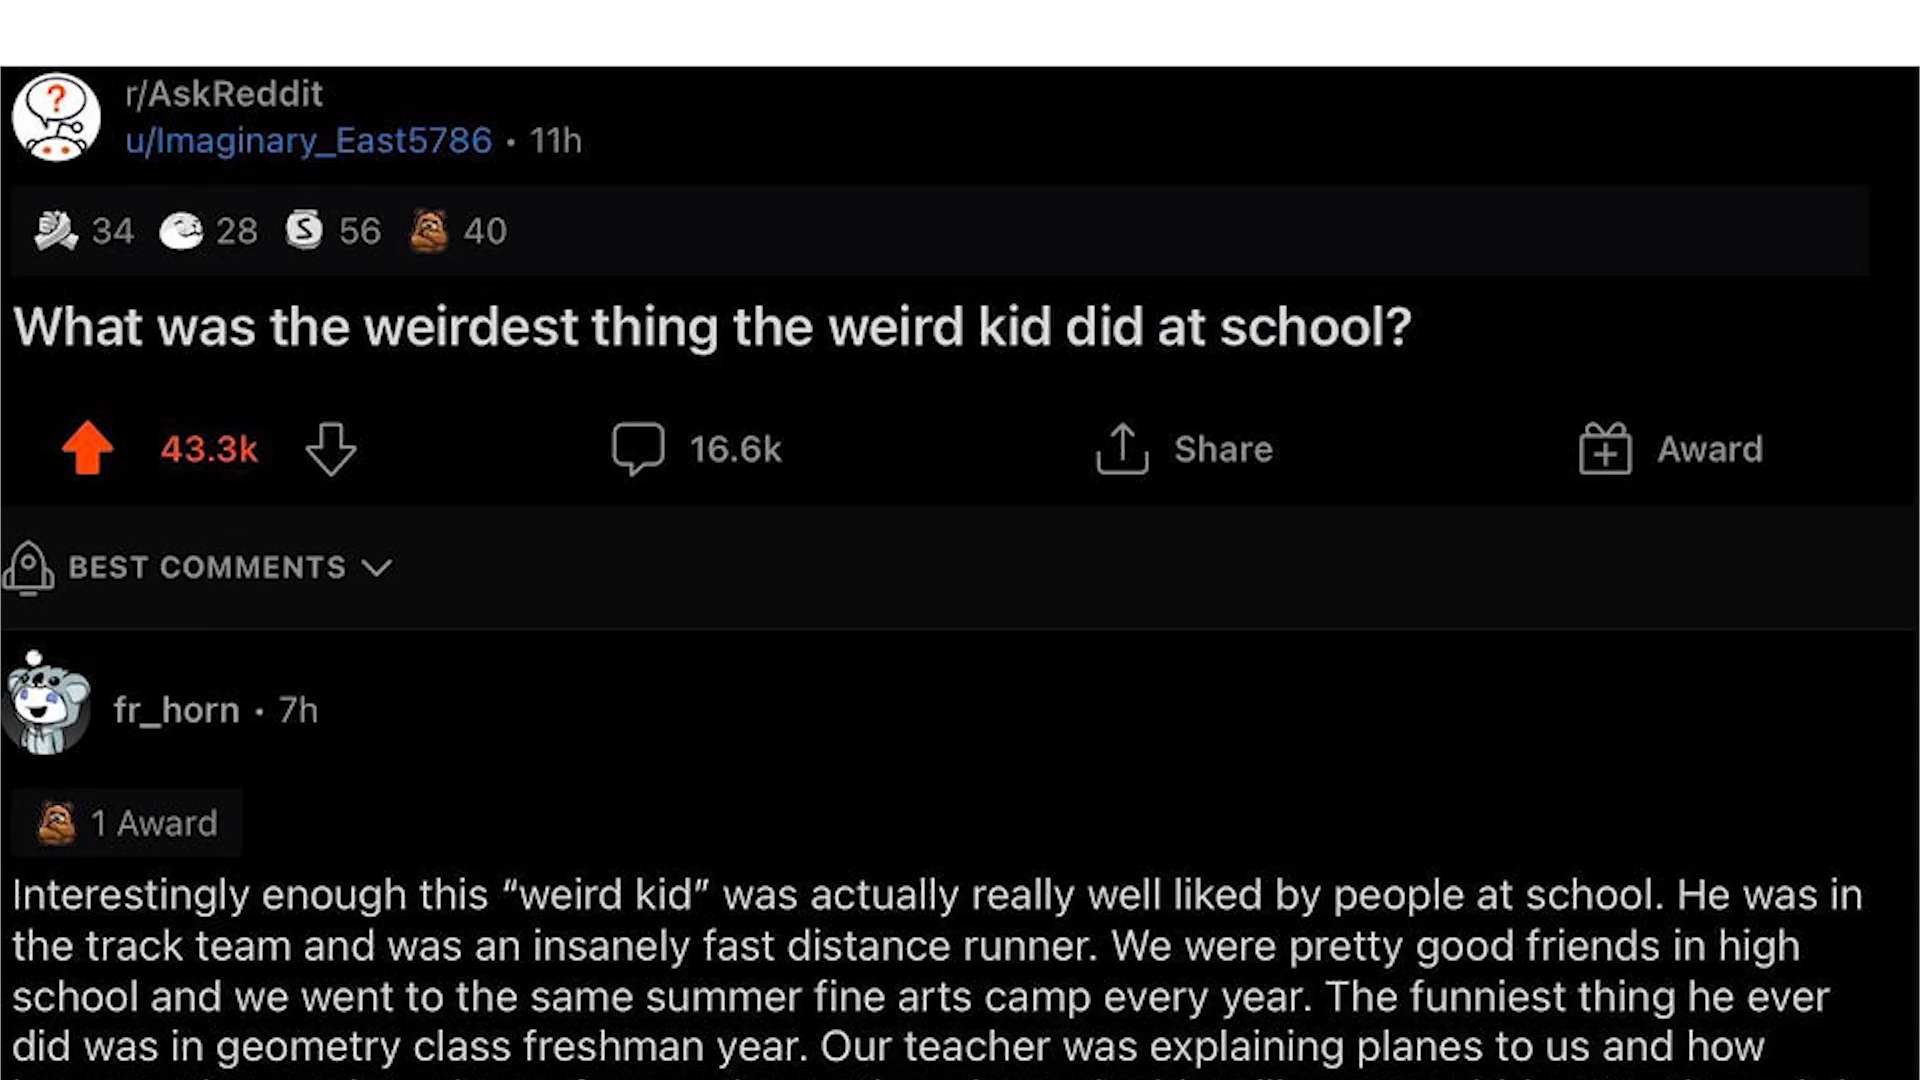 r/AskReddit
u/Imaginary_East5786 • 11h
34 28 S 56 40
What was the weirdest thing the weird kid did at school?
43.3k 16.6k Share Award
BEST COMMENTS
fr_horn • 7h
1 Award
Interestingly enough this “weird kid” was actually really well liked by people at school. He was in
the track team and was an insanely fast distance runner. We were pretty good friends in high
school and we went to the same summer fine arts camp every year. The funniest thing he ever
did was in geometry class freshman year. Our teacher was explaining planes to us and how